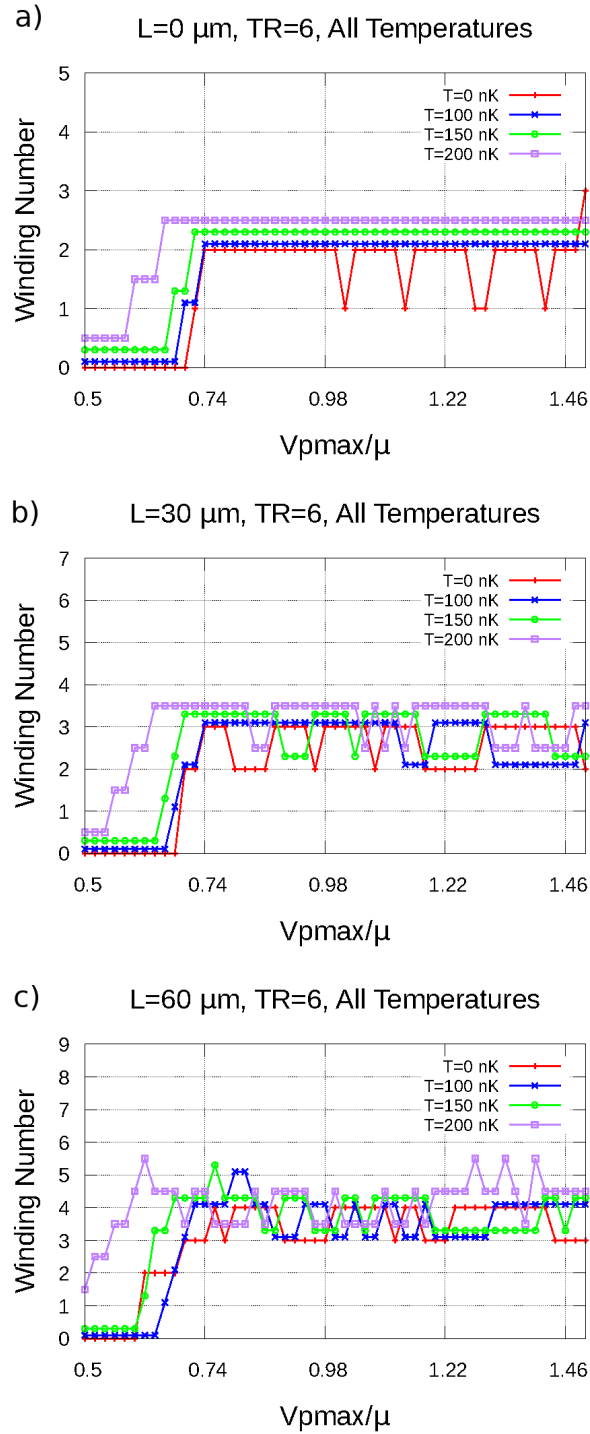 a)
L=0 µm, TR=6, All Temperatures
Winding Number
5
4
3
2
1
0
T=0 nK
T=100 nK
T=150 nK
T=200 nK
0.5 0.74 0.98 1.22 1.46
Vpmax/µ
b)
L=30 µm, TR=6, All Temperatures
Winding Number
7
6
5
4
3
2
1
0
T=0 nK
T=100 nK
T=150 nK
T=200 nK
0.5 0.74 0.98 1.22 1.46
Vpmax/µ
c)
L=60 µm, TR=6, All Temperatures
Winding Number
9
8
7
6
5
4
3
2
1
0
T=0 nK
T=100 nK
T=150 nK
T=200 nK
0.5 0.74 0.98 1.22 1.46
Vpmax/µ